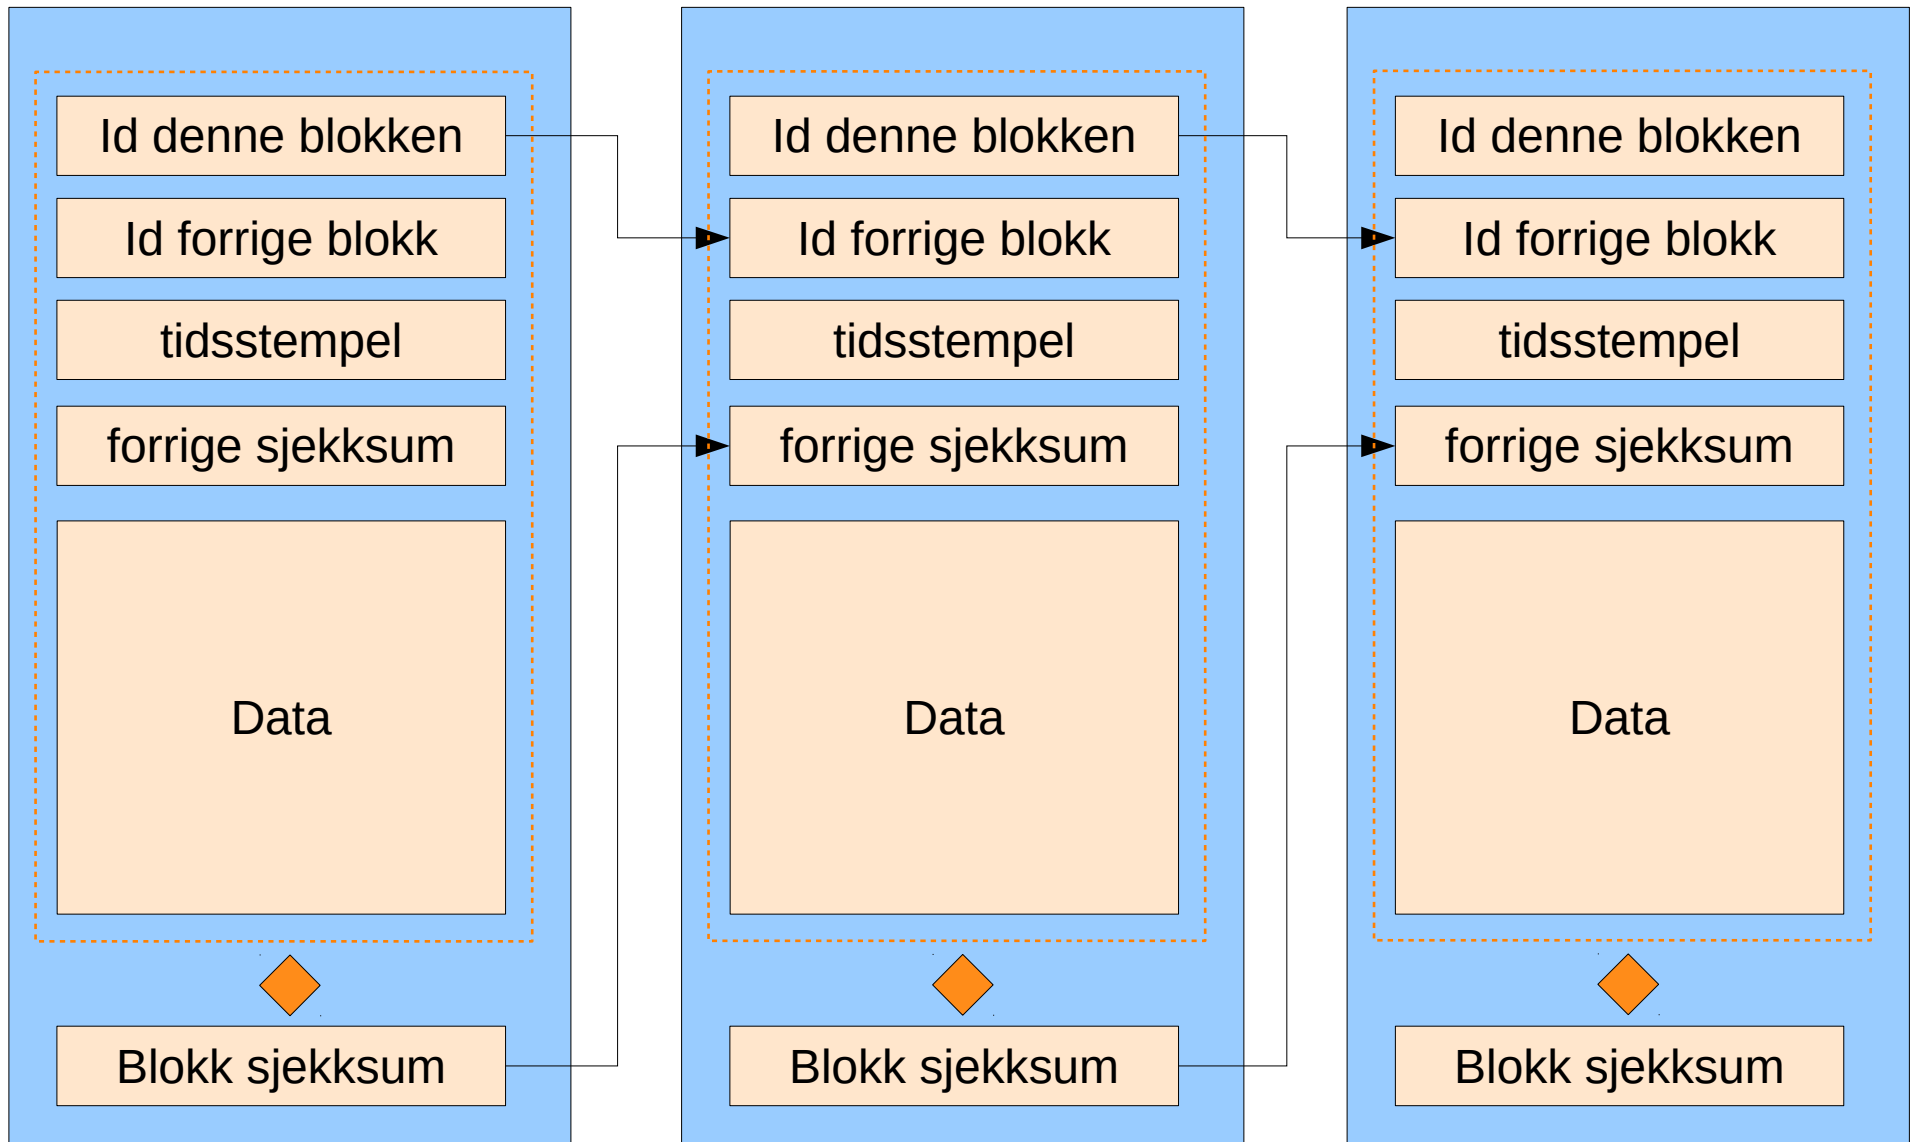 Id denne blokken
Id forrige blokk
tidsstempel
forrige sjekksum
Data
Blokk sjekksum
Id denne blokken
Id forrige blokk
tidsstempel
forrige sjekksum
Data
Blokk sjekksum
Id denne blokken
Id forrige blokk
tidsstempel
forrige sjekksum
Data
Blokk sjekksum